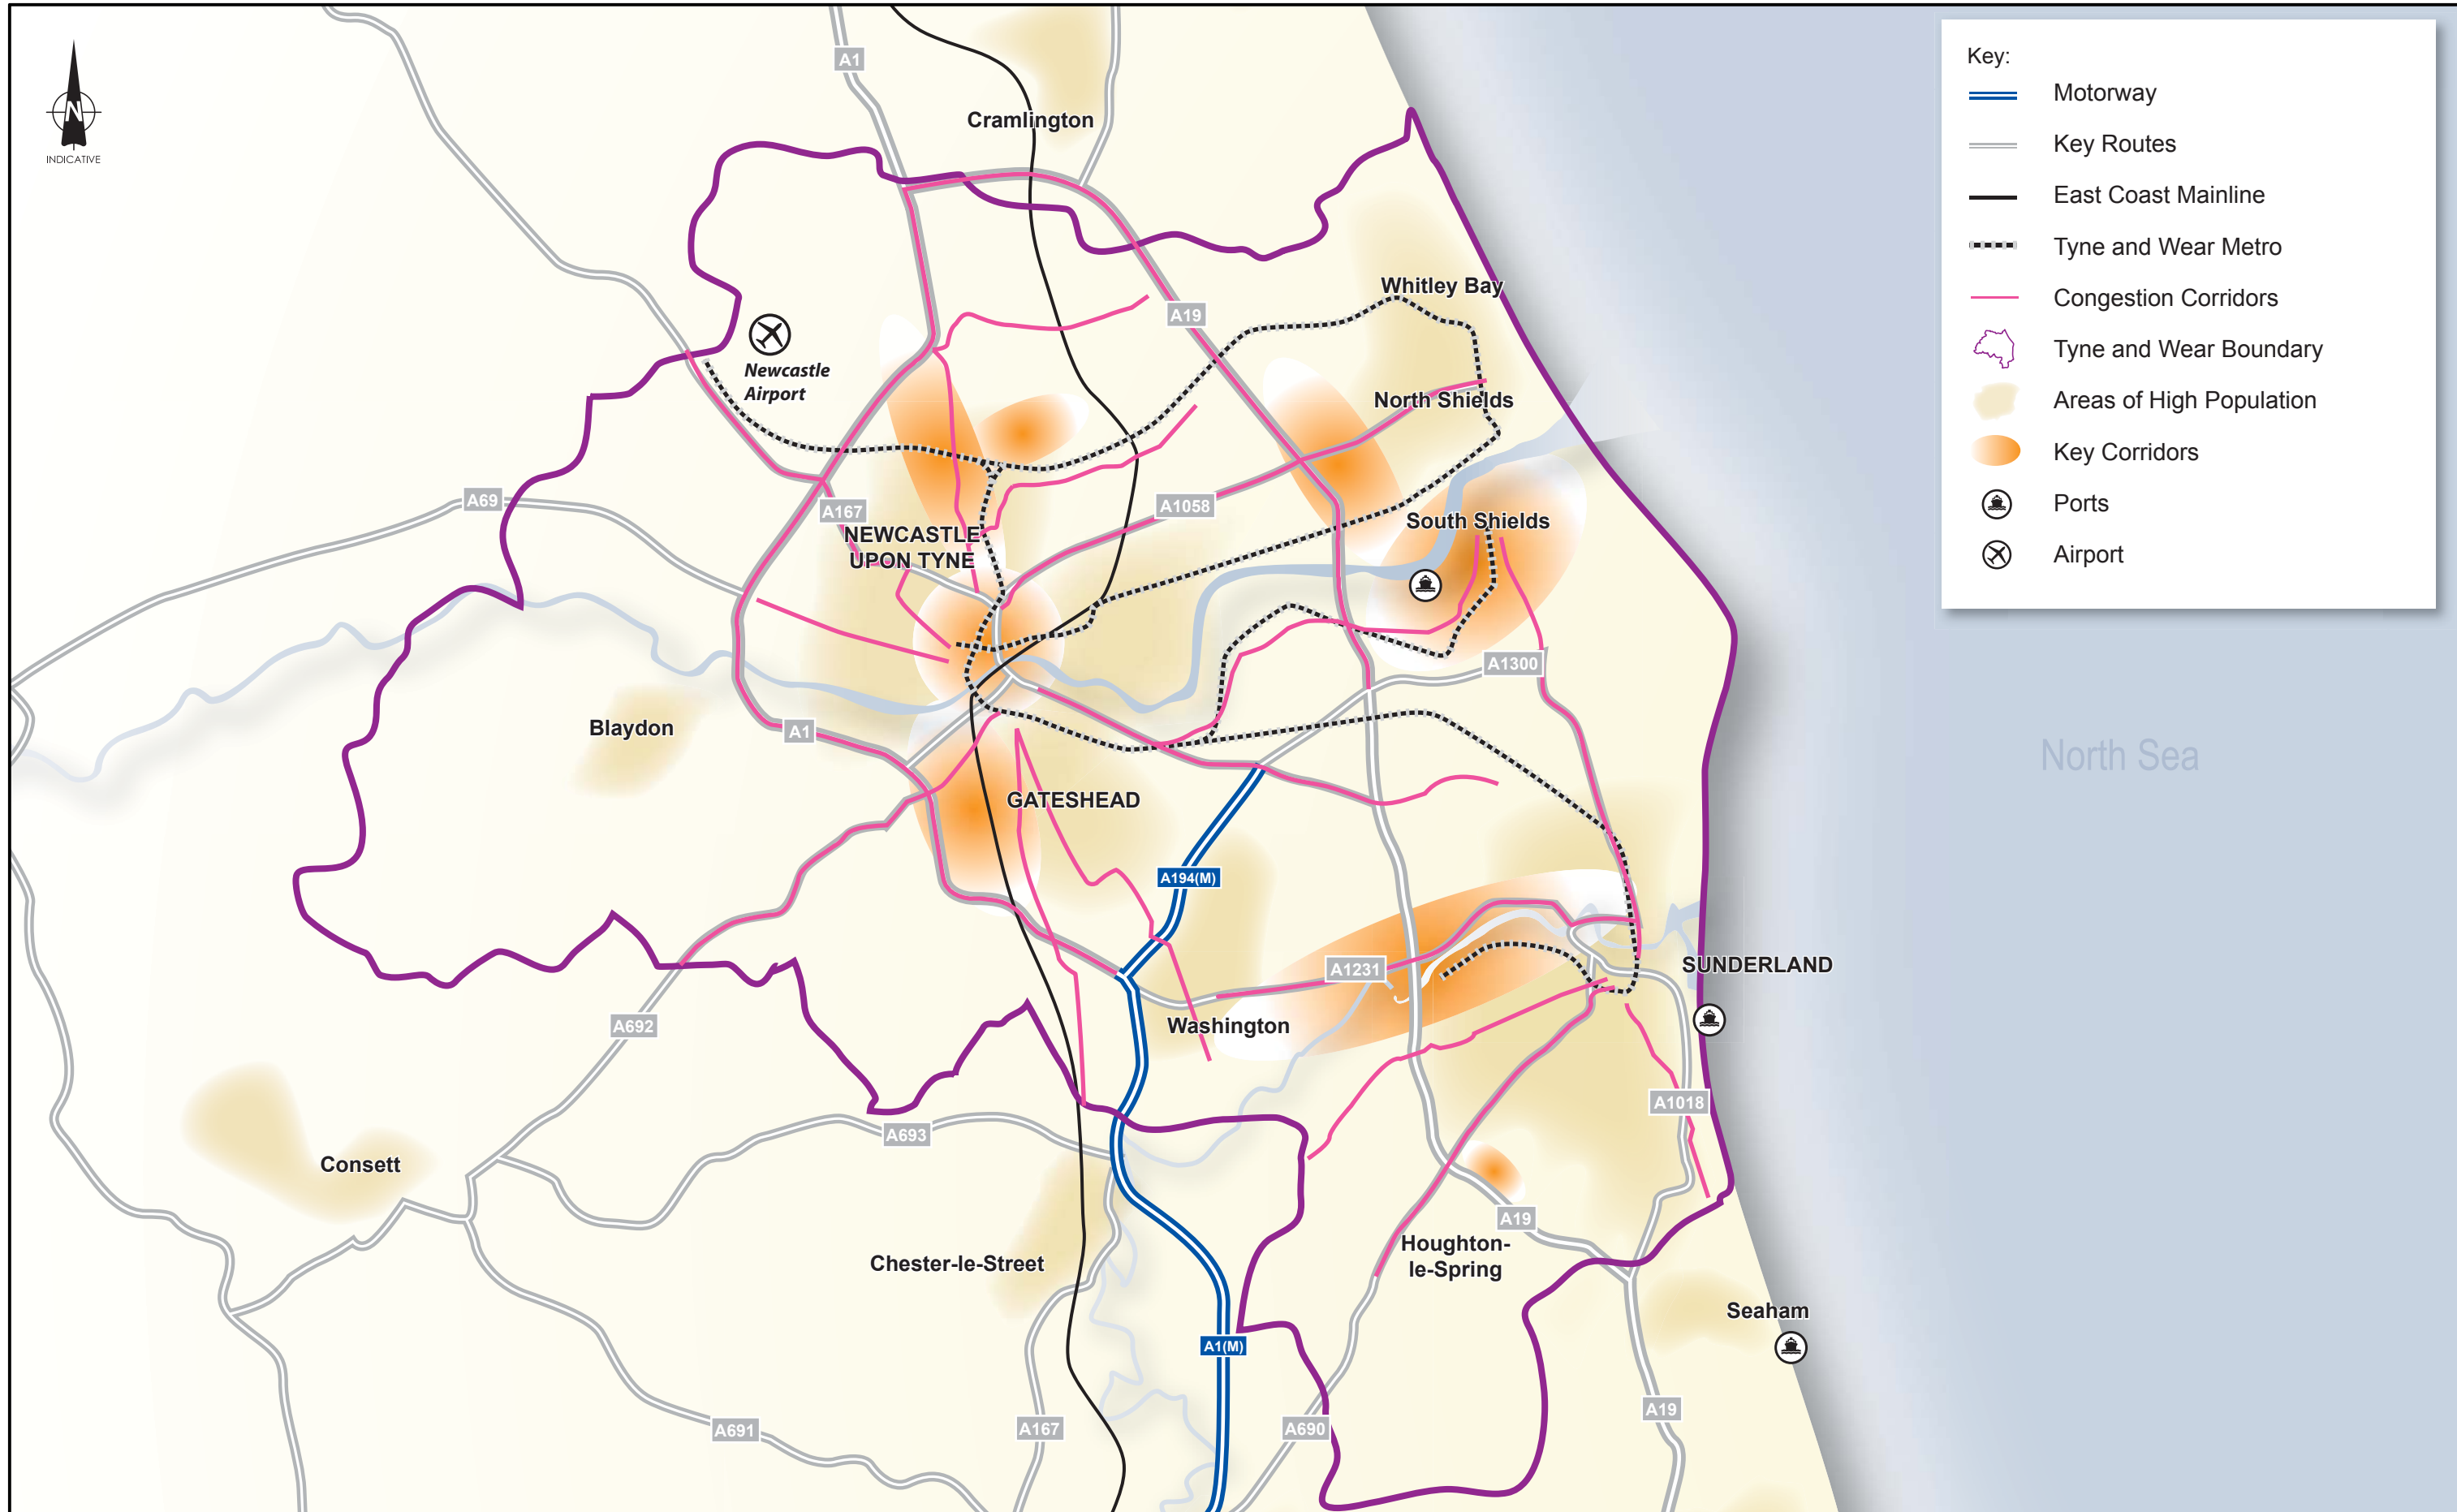 N
INDICATIVE
A1
Cramlington
A19
Whitley Bay
Newcastle
Airport
North Shields
A69
A167
A1058
NEWCASTLE
UPON TYNE
South Shields
A1300
Blaydon
A1
GATESHEAD
A194(M)
A1231
SUNDERLAND
Washington
A692
A1018
A693
Consett
A19
Chester-le-Street
Houghton-
le-Spring
Seaham
A1(M)
A691
A167
A690
A19
North Sea
Key:
Motorway
Key Routes
East Coast Mainline
Tyne and Wear Metro
Congestion Corridors
Tyne and Wear Boundary
Areas of High Population
Key Corridors
Ports
Airport